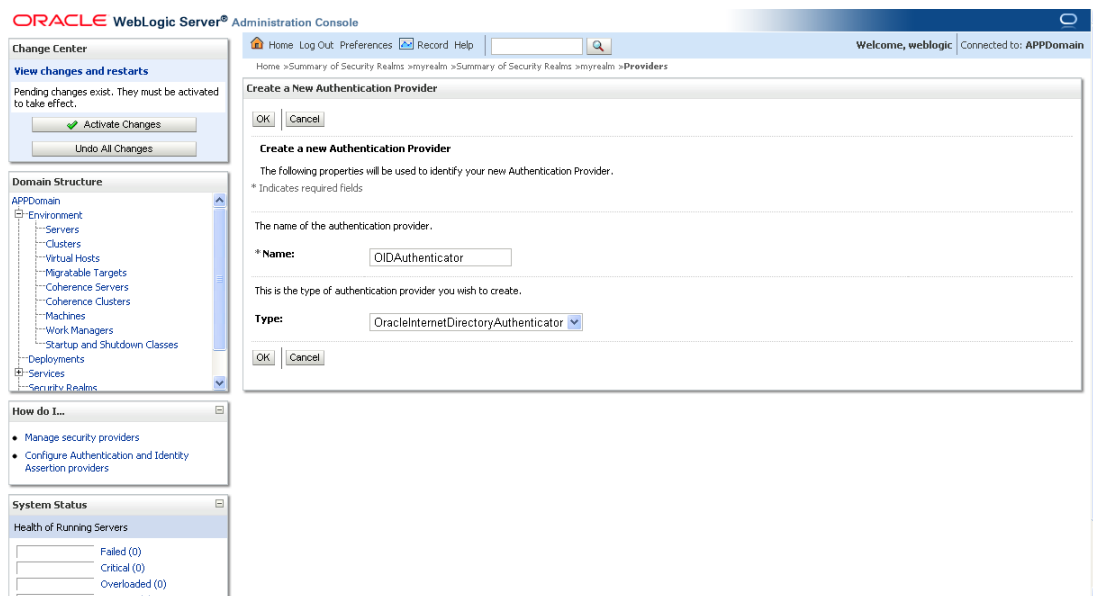 ORACLE WebLogic Server® Administration Console
Change Center
View changes and restarts
Pending changes exist. They must be activated
to take effect.
Activate Changes
Undo All Changes
Domain Structure
APPDomain
Environment
Servers
Clusters
Virtual Hosts
Migratable Targets
Coherence Servers
Coherence Clusters
Machines
Work Managers
Startup and Shutdown Classes
Deployments
Services
Security Realms
How do I...
Manage security providers
Configure Authentication and Identity
Assertion providers
System Status
Health of Running Servers
Failed (0)
Critical (0)
Overloaded (0)
Home Log Out Preferences Record Help
Welcome, weblogic Connected to: APPDomain
Home >Summary of Security Realms >myrealm >Summary of Security Realms >myrealm >Providers
Create a New Authentication Provider
OK Cancel
Create a new Authentication Provider
The following properties will be used to identify your new Authentication Provider.
* Indicates required fields
The name of the authentication provider.
* Name: OIDAuthenticator
This is the type of authentication provider you wish to create.
Type: OracleInternetDirectoryAuthenticator
OK Cancel